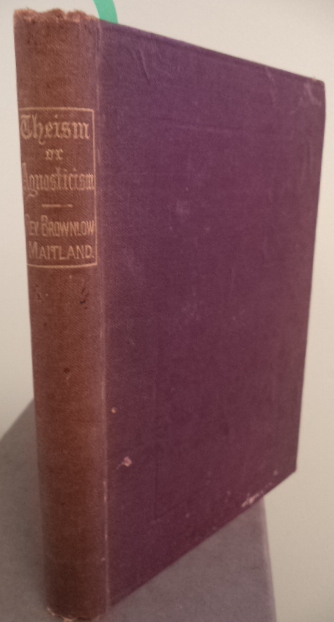 Theism
or
Agnosticism
Rev Brownlow
Maitland.